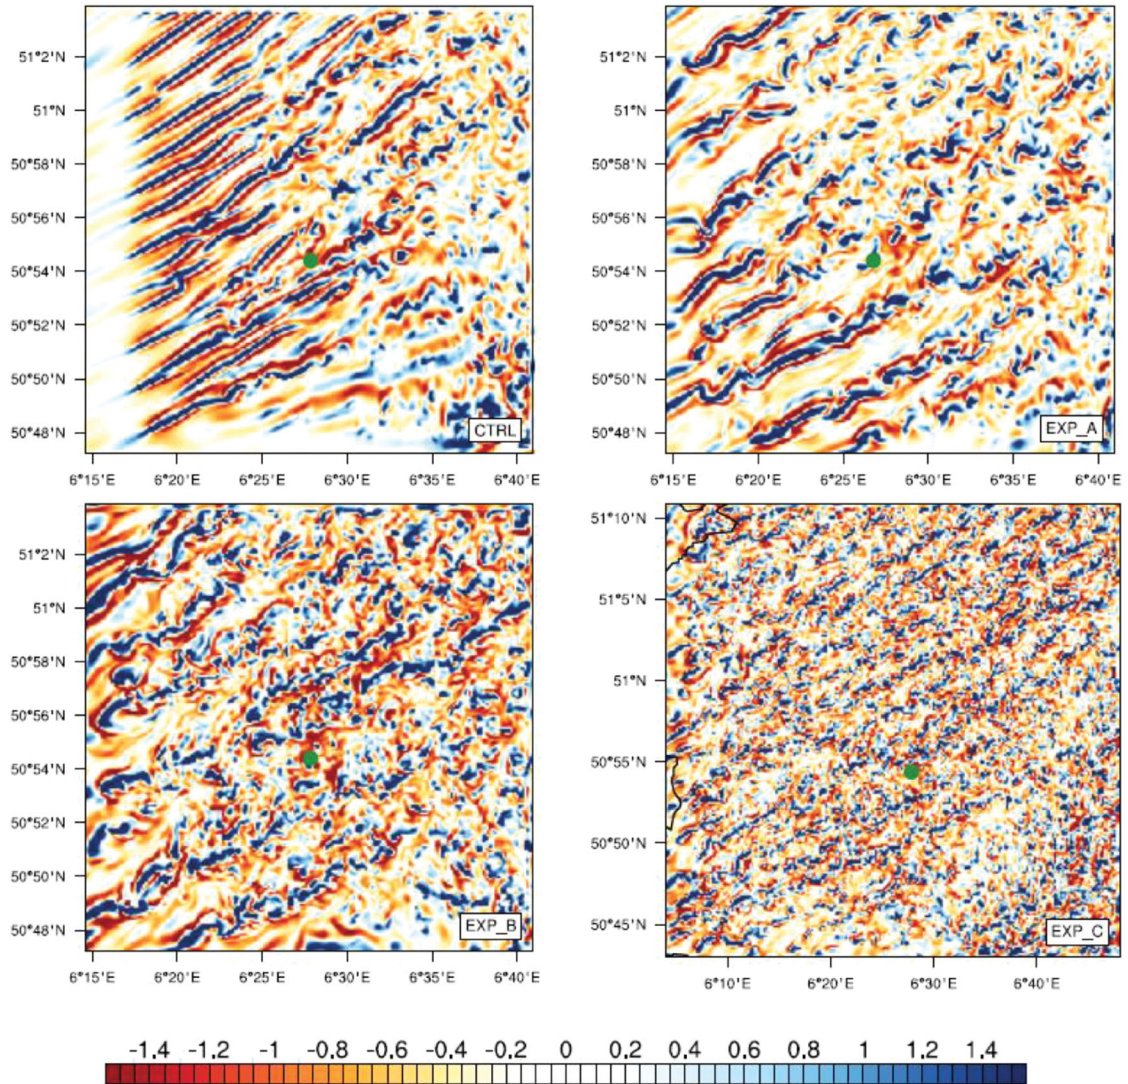 51°2'N
51°N
50°58'N
50°56'N
50°54'N
50°52'N
50°50'N
50°48'N
CTRL
6°15'E 6°20'E 6°25'E 6°30'E 6°35'E 6°40'E
51°2'N
51°N
50°58'N
50°56'N
50°54'N
50°52'N
50°50'N
50°48'N
EXP_A
6°15'E 6°20'E 6°25'E 6°30'E 6°35'E 6°40'E
51°2'N
51°N
50°58'N
50°56'N
50°54'N
50°52'N
50°50'N
50°48'N
EXP_B
6°15'E 6°20'E 6°25'E 6°30'E 6°35'E 6°40'E
51°10'N
51°5'N
51°N
50°55'N
50°50'N
50°45'N
EXP_C
6°10'E 6°20'E 6°30'E 6°40'E
-1.4 -1.2 -1 -0.8 -0.6 -0.4 -0.2 0 0.2 0.4 0.6 0.8 1 1.2 1.4